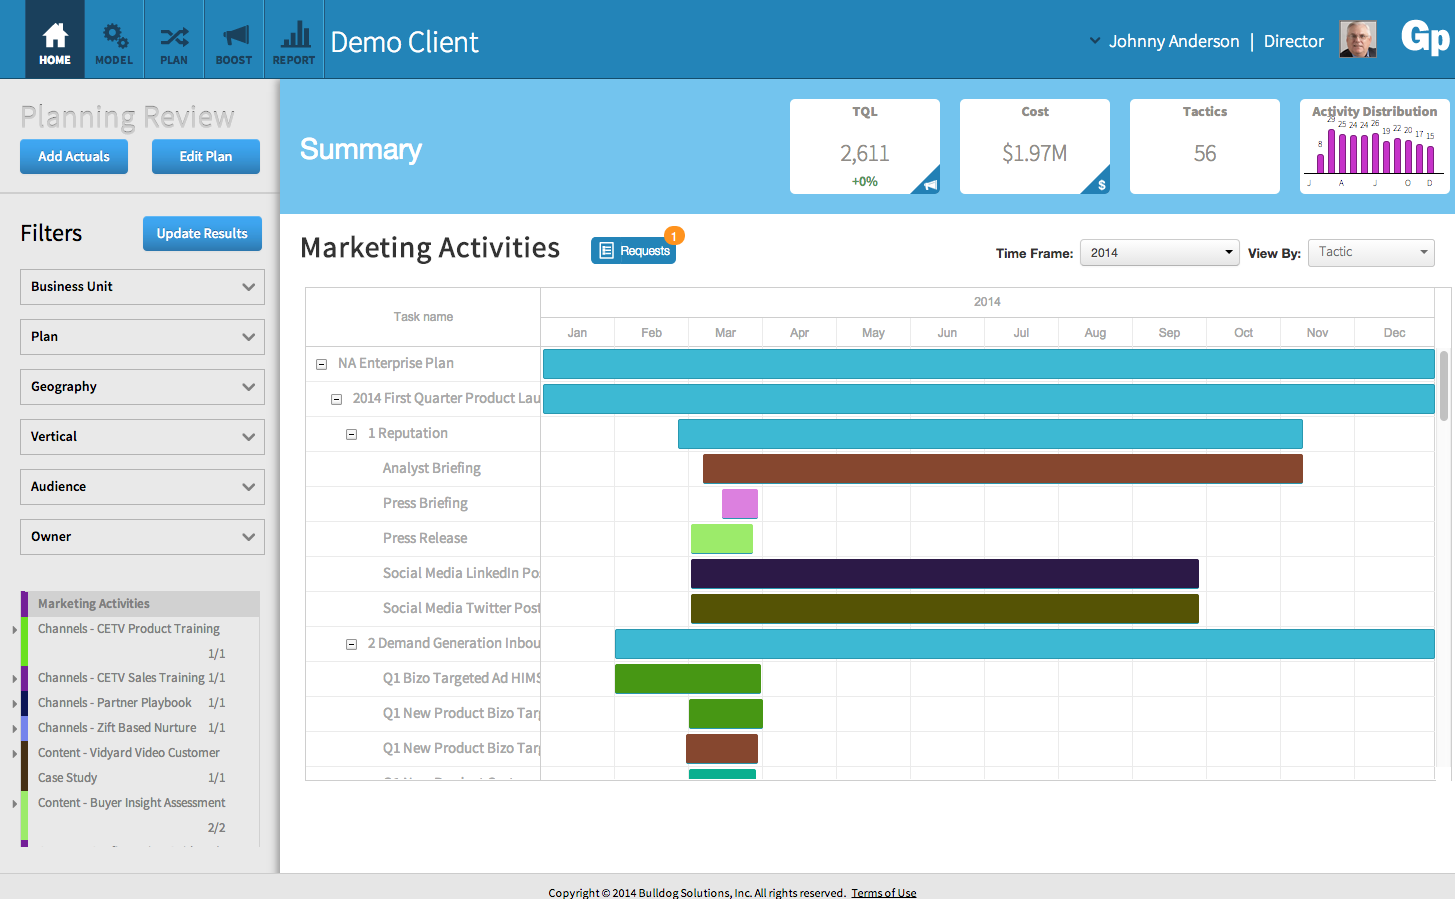 HOME
MODEL
PLAN
BOOST
REPORT
Demo Client
Johnny Anderson | Director
Gp
Planning Review
Add Actuals
Edit Plan
Filters
Update Results
Business Unit
Plan
Geography
Vertical
Audience
Owner
Marketing Activities
Channels - CETV Product Training
1/1
Channels - CETV Sales Training 1/1
Channels - Partner Playbook 1/1
Channels - Zift Based Nurture 1/1
Content - Vidyard Video Customer
Case Study 1/1
Content - Buyer Insight Assessment
2/2
Summary
TQL
2,611
+0%
Cost
$1.97M
$
Tactics
56
Activity Distribution
8 29 25 24 24 26 19 22 20 17 15
J A J O D
Marketing Activities
Requests
1
Time Frame: 2014
View By: Tactic
Task name
2014
Jan Feb Mar Apr May Jun Jul Aug Sep Oct Nov Dec
NA Enterprise Plan
2014 First Quarter Product Lau
1 Reputation
Analyst Briefing
Press Briefing
Press Release
Social Media LinkedIn Po
Social Media Twitter Post
2 Demand Generation Inbou
Q1 Bizo Targeted Ad HIMS
Q1 New Product Bizo Targ
Q1 New Product Bizo Targ
Copyright © 2014 Bulldog Solutions, Inc. All rights reserved. Terms of Use